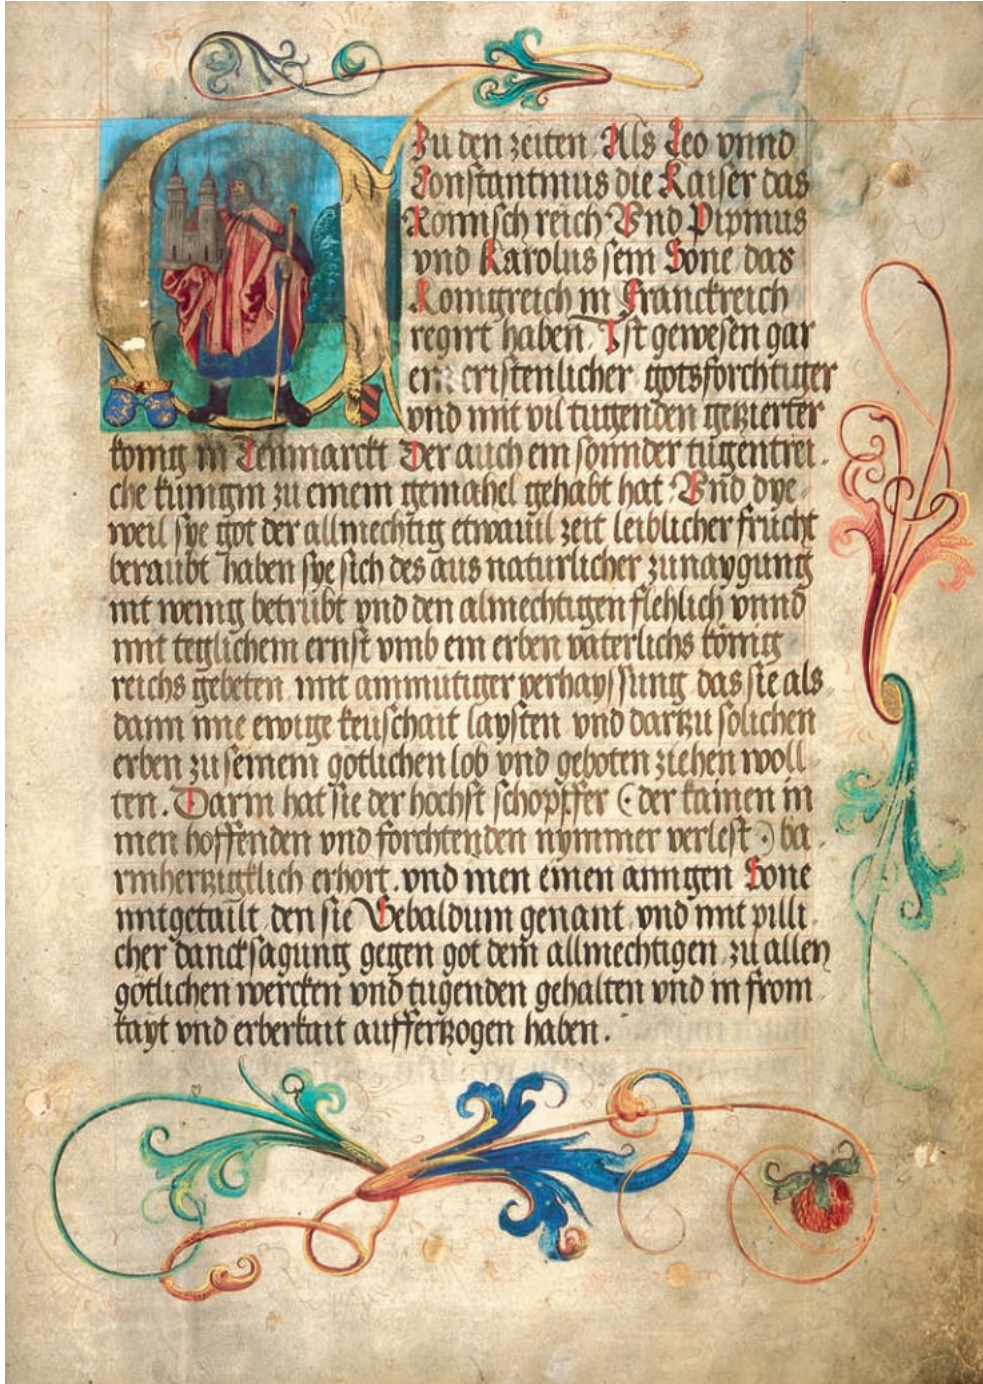 Zu den zeiten Als Leo vnnd
Constantinus die Kaiser das
Romisch reich Vnd Pipinus
vnd Karolus sein Sone das
Konigreich in Franckreich
regirt haben Ist gewesen gar
ein cristenlicher gotsforchtiger
vnd mit vil tugenden getzierter
konig in Denmarckt Der auch ein sonnder tugentrei
che kunigin zu einem gemahel gehabt hat Vnd dye
weil sye got der allmechtig etwauil zeit leiblicher frucht
beraubt haben sye sich des aus naturlicher zunaygung
nit wenig betrubt vnd den almechtigen flehlich vnnd
mit teglichem ernst vmb ein erben vaterlichs konig
reichs gebeten mit anmutiger verhayssung das sie als
dann ime ewige keuschait laysten vnd dartzu solichen
erben zu seinem gotlichen lob vnd geboten ziehen woll
ten. Darin hat sie der hochst schopffer (der kainen in
inen hoffenden vnd forchtenden nymmer verlest) ba
rmhertzigklich erhort. vnd inen einen ainigen Sone
mitgetailt den sie Sebaldum genant vnd mit pilli
cher dancksagung gegen got dem allmechtigen zu allen
götlichen wercken vnd tugenden gehalten vnd in from
kayt vnd erberkait aufferzogen haben.